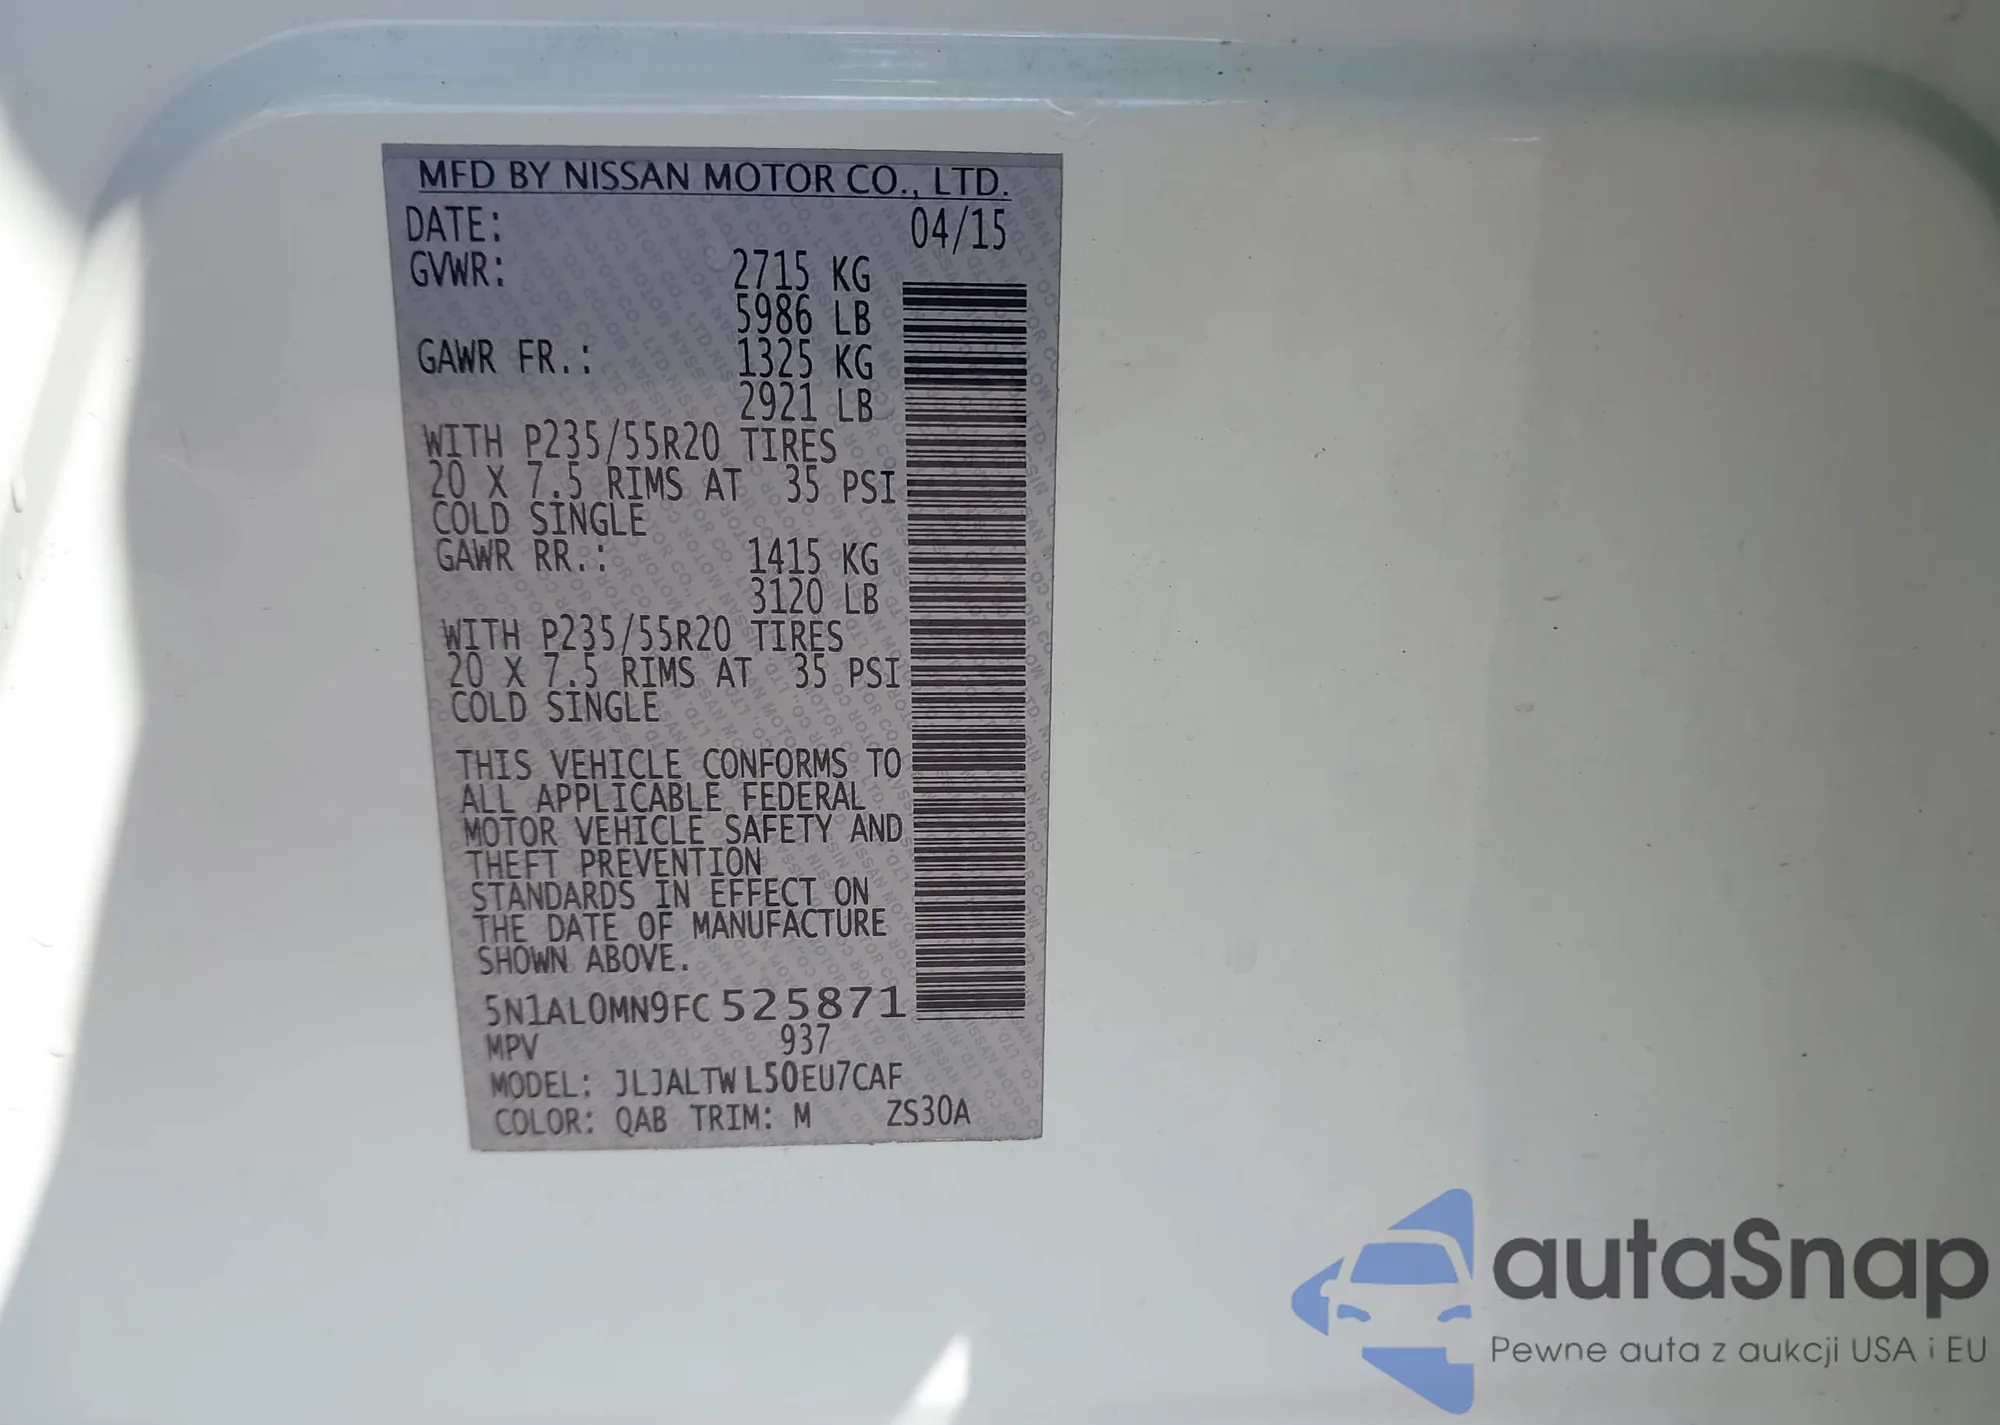 MFD BY NISSAN MOTOR CO., LTD.
DATE: 04/15
GVWR: 2715 KG
5986 LB
GAWR FR.: 1325 KG
2921 LB
WITH P235/55R20 TIRES
20 X 7.5 RIMS AT 35 PSI
COLD SINGLE
GAWR RR.: 1415 KG
3120 LB
WITH P235/55R20 TIRES
20 X 7.5 RIMS AT 35 PSI
COLD SINGLE
THIS VEHICLE CONFORMS TO
ALL APPLICABLE FEDERAL
MOTOR VEHICLE SAFETY AND
THEFT PREVENTION
STANDARDS IN EFFECT ON
THE DATE OF MANUFACTURE
SHOWN ABOVE.
5N1AL0MN9FC525871
MPV 937
MODEL: JLJALTWL50EU7CAF
COLOR: QAB TRIM: M ZS30A
autaSnap
Pewne auta z aukcji USA i EU